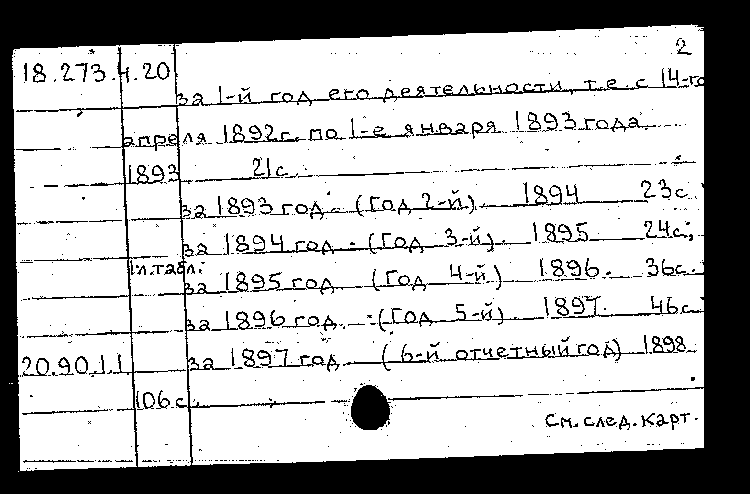 2
18.273.4.20
за 1-й год его деятельности, т.е. с 14-го
апреля 1892г. по 1-е января 1893 года.
1893 21с.
за 1893 год. - (Год 2-й). 1894 23с.
за 1894 год. - (Год 3-й). 1895 24с.;
1л.табл.
за 1895 год (Год 4-й) 1896. 36с.
за 1896 год. - (Год 5-й) 1897. 46с.
20.90.1.1 за 1897 год (6-й отчетный год) 1898
106с.
См. след. карт.